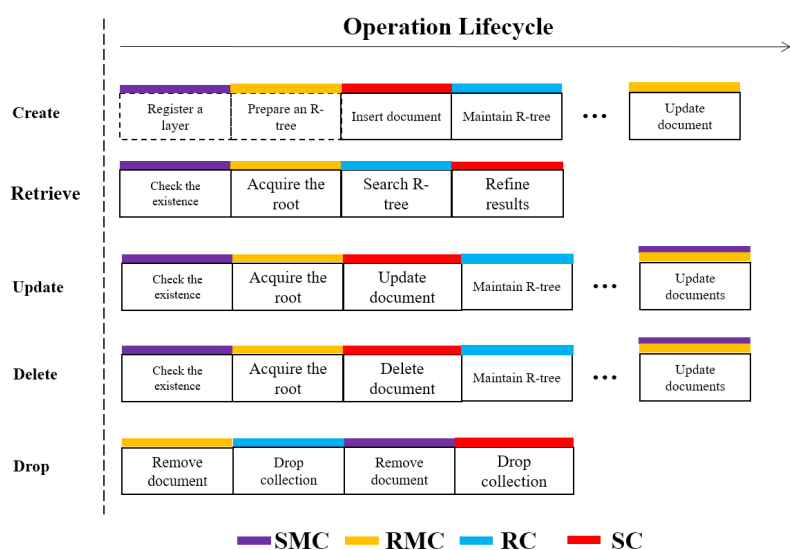 Operation Lifecycle
Create
Register a
layer
Prepare an R-
tree
Insert document
Maintain R-tree
...
Update
document
Retrieve
Check the
existence
Acquire the
root
Search R-
tree
Refine
results
Update
Check the
existence
Acquire the
root
Update
document
Maintain R-tree
...
Update
documents
Delete
Check the
existence
Acquire the
root
Delete
document
Maintain R-tree
...
Update
documents
Drop
Remove
document
Drop
collection
Remove
document
Drop
collection
SMC
RMC
RC
SC